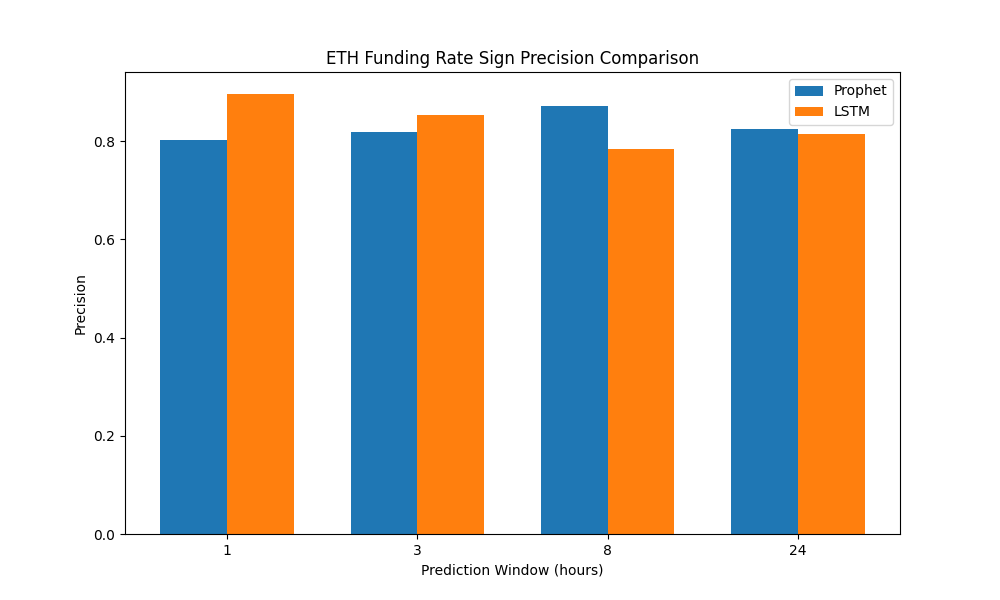 ETH Funding Rate Sign Precision Comparison
Prophet
LSTM
Precision
0.8
0.6
0.4
0.2
0.0
1 3 8 24
Prediction Window (hours)